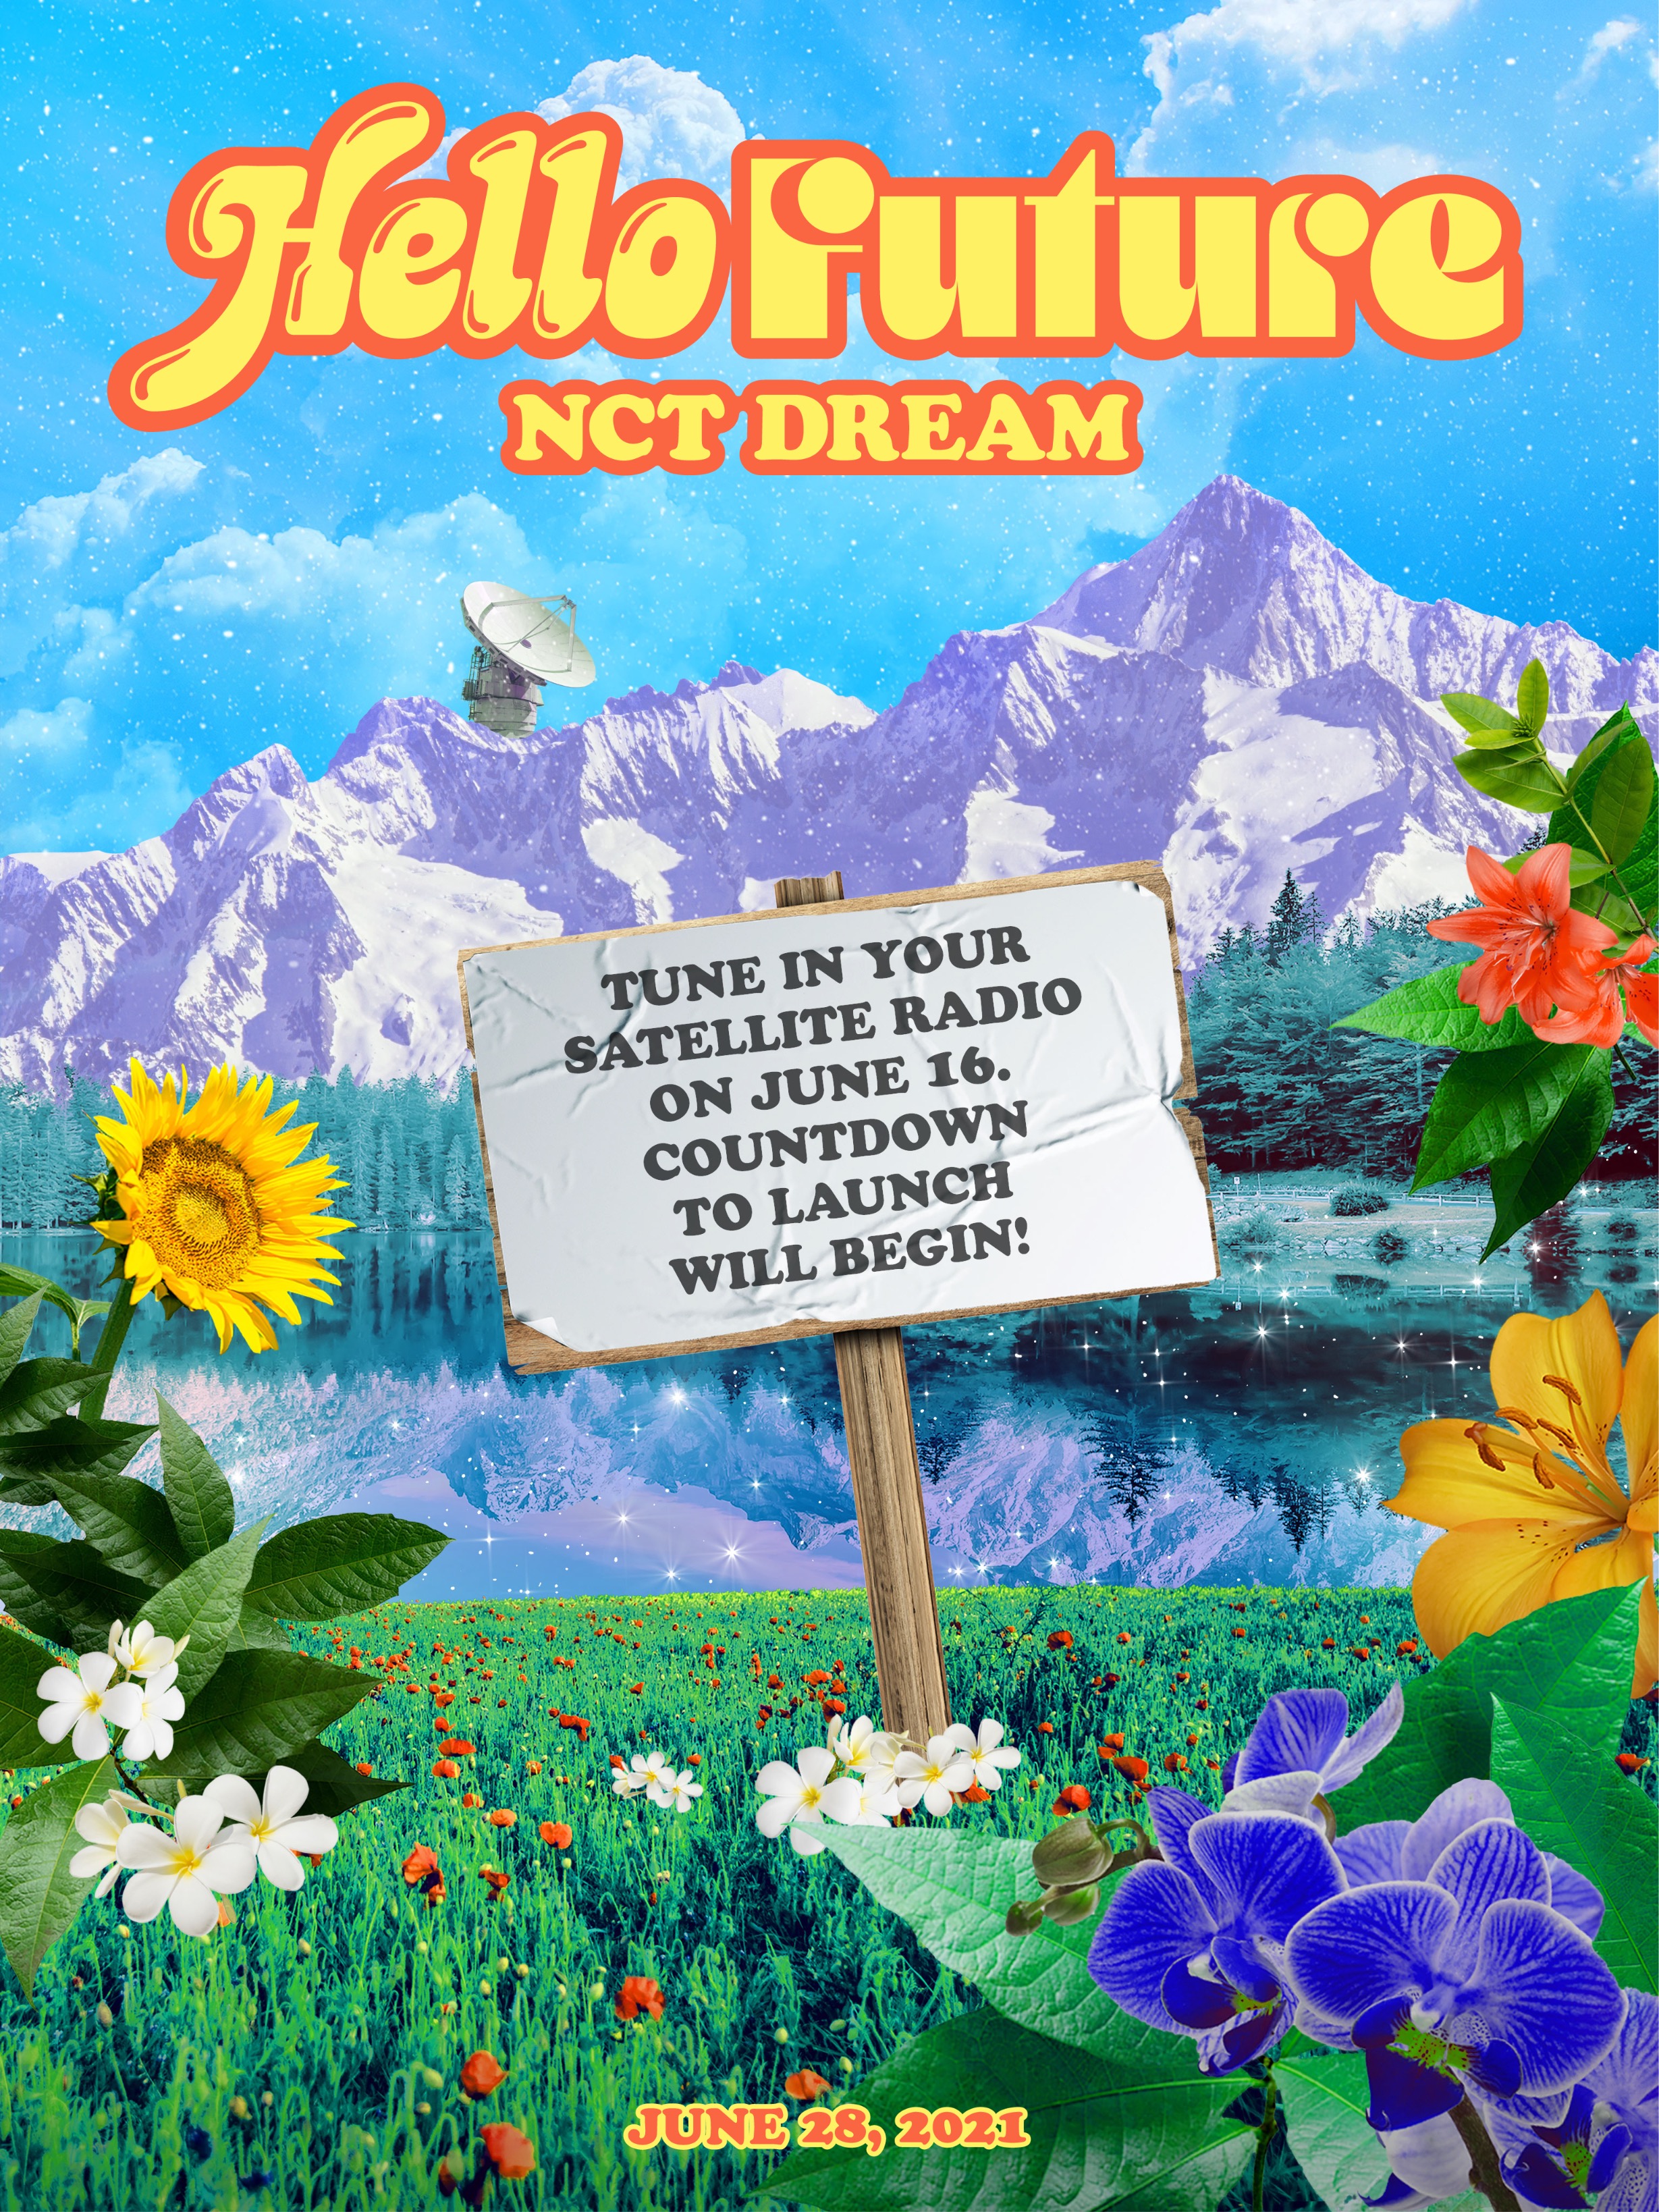 Hello Future
NCT DREAM
TUNE IN YOUR
SATELLITE RADIO
ON JUNE 16.
COUNTDOWN
TO LAUNCH
WILL BEGIN!
JUNE 28, 2021